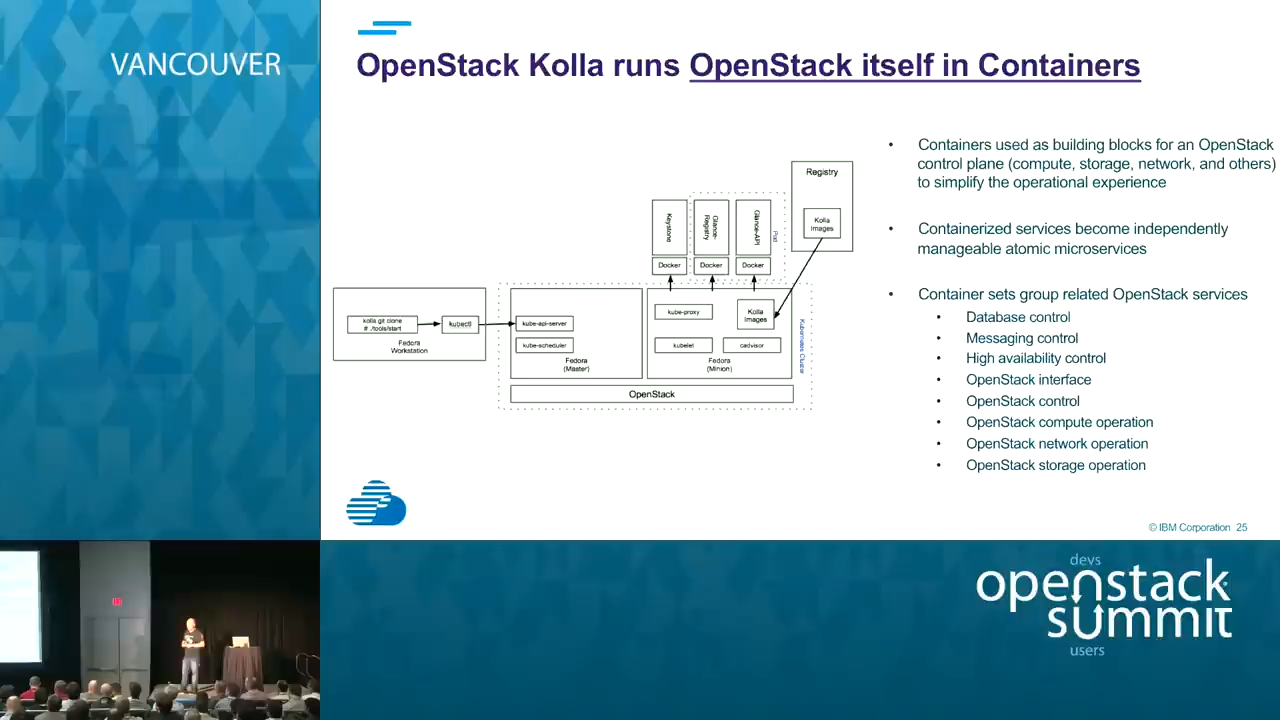 VANCOUVER
OpenStack Kolla runs OpenStack itself in Containers
• Containers used as building blocks for an OpenStack
control plane (compute, storage, network, and others)
to simplify the operational experience
• Containerized services become independently
manageable atomic microservices
• Container sets group related OpenStack services
• Database control
• Messaging control
• High availability control
• OpenStack interface
• OpenStack control
• OpenStack compute operation
• OpenStack network operation
• OpenStack storage operation
Registry
Kolla
Images
Keystone
Glance-
Registry
Glance-API
Pod
Docker
Docker
Docker
kolla git clone
# ./tools/start
Fedora
Workstation
kubectl
kube-api-server
kube-scheduler
Fedora
(Master)
kube-proxy
Kolla
Images
kubelet
cadvisor
Fedora
(Minion)
Kubernetes Cluster
OpenStack
© IBM Corporation 25
devs
openstack
summit
users